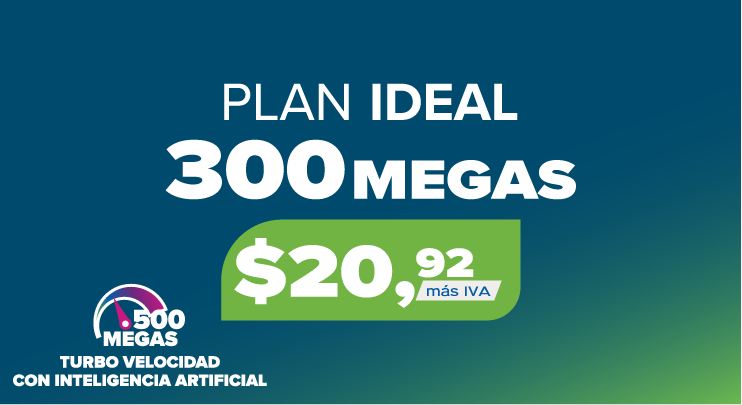 PLAN IDEAL
300 MEGAS
$20,92
más IVA
500
MEGAS
TURBO VELOCIDAD
CON INTELIGENCIA ARTIFICIAL